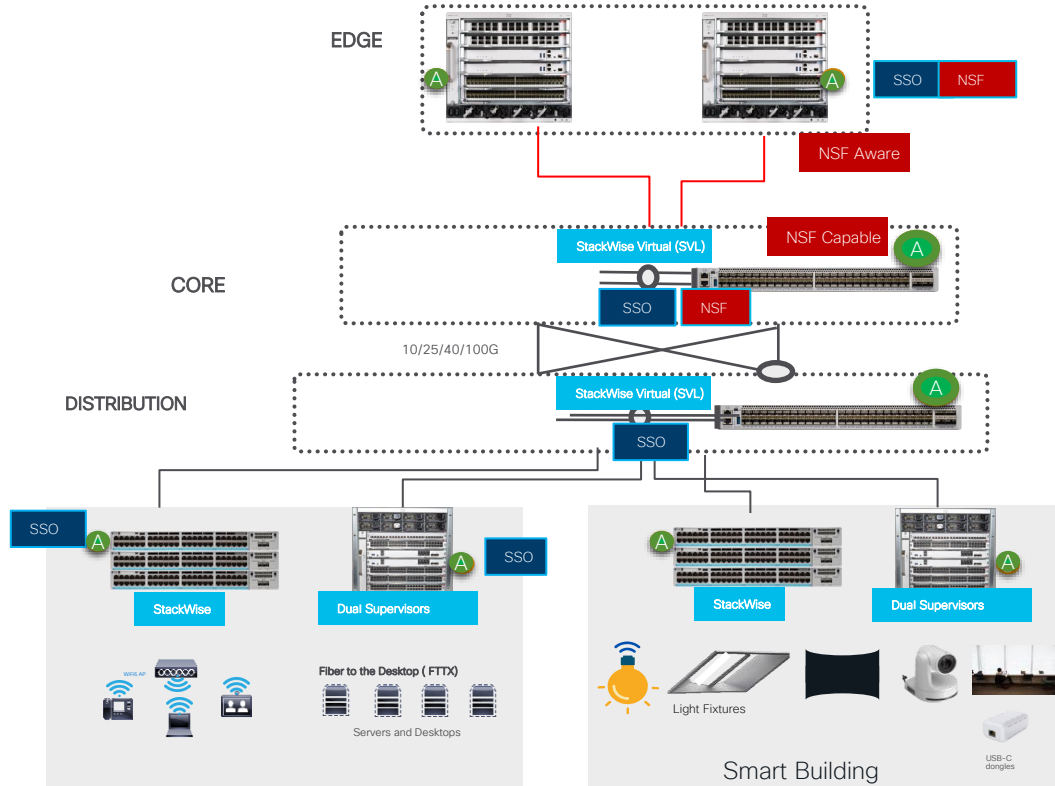 EDGE
A
A
SSO
NSF
NSF Aware
StackWise Virtual (SVL)
NSF Capable
A
CORE
SSO
NSF
10/25/40/100G
StackWise Virtual (SVL)
A
DISTRIBUTION
SSO
SSO
A
A
SSO
A
A
StackWise
Dual Supervisors
StackWise
Dual Supervisors
WiFi6 AP
Fiber to the Desktop ( FTTX)
Servers and Desktops
Light Fixtures
USB-C
dongles
Smart Building